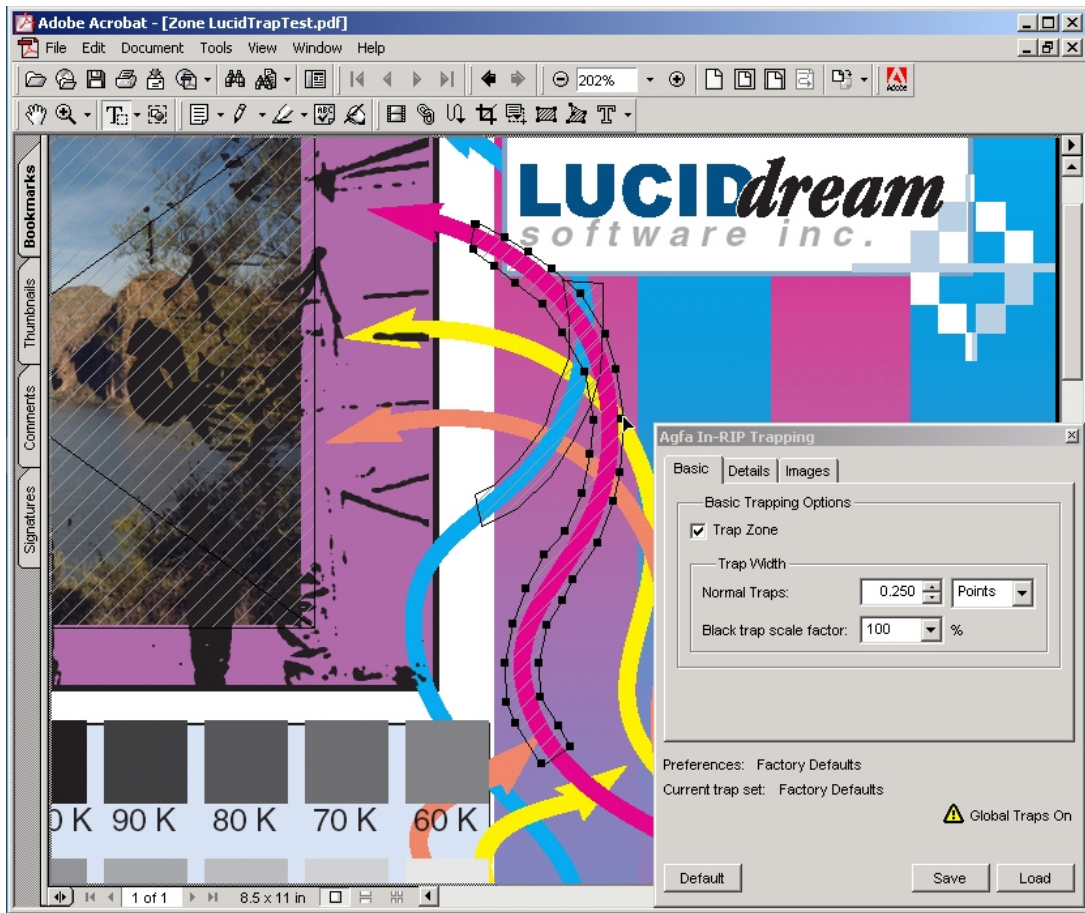 Adobe Acrobat - [Zone LucidTrapTest.pdf]
File Edit Document Tools View Window Help
202%
Adobe
Bookmarks
Thumbnails
Comments
Signatures
LUCIDdream
software inc.
Agfa In-RIP Trapping
Basic Details Images
Basic Trapping Options
Trap Zone
Trap Width
Normal Traps: 0.250 Points
Black trap scale factor: 100 %
Preferences: Factory Defaults
Current trap set: Factory Defaults
Global Traps On
Default Save Load
0 K 90 K 80 K 70 K 60 K
1 of 1 8.5 x 11 in